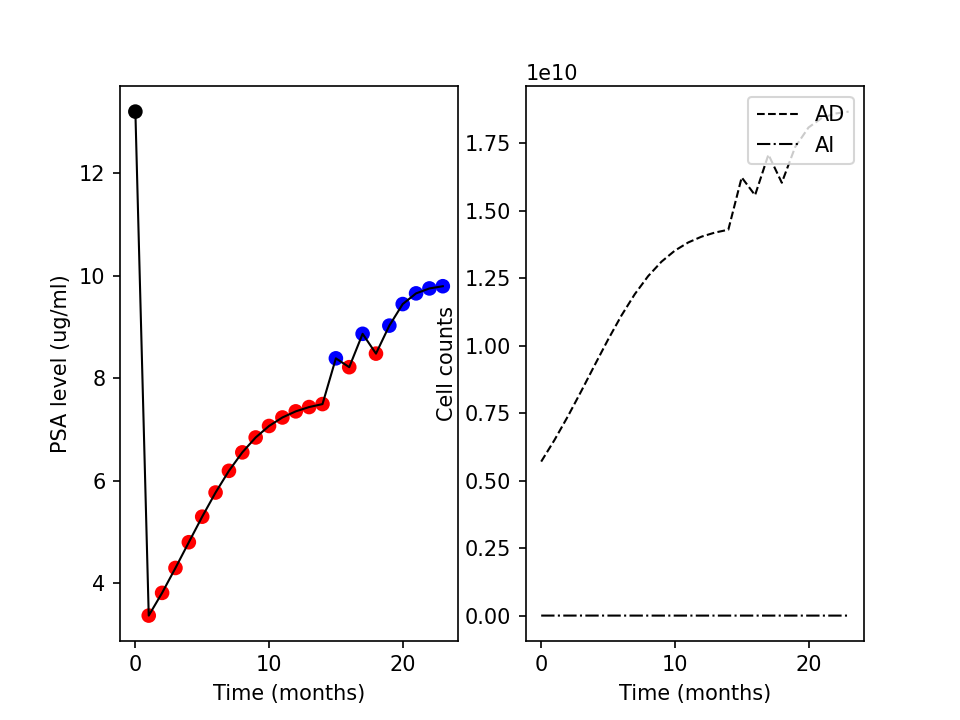 12
10
8
6
4
0
10
20
PSA level (ug/ml)
Time (months)
1e10
1.75
1.50
1.25
1.00
0.75
0.50
0.25
0.00
0
10
20
Cell counts
Time (months)
AD
AI